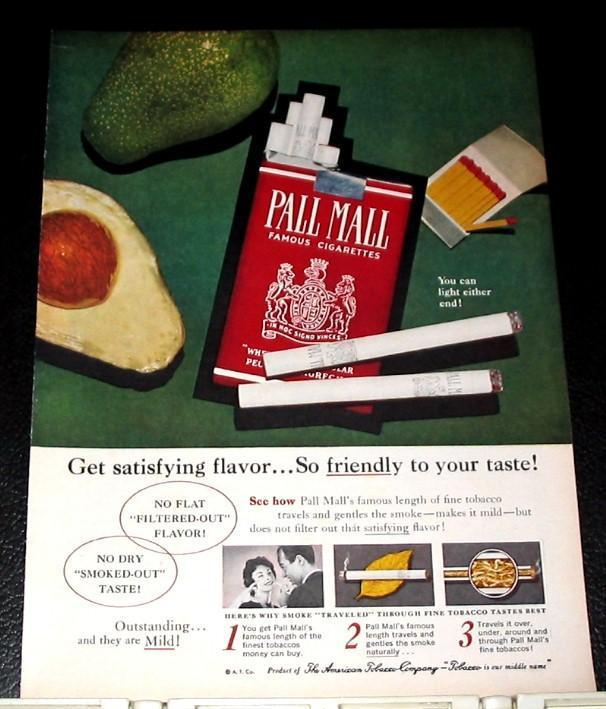 PALL MALL
PALL MALL
FAMOUS CIGARETTES
IN HOC SIGNO VINCES
You can
light either
end!
PALL MALL
Get satisfying flavor...So friendly to your taste!
NO FLAT
"FILTERED-OUT"
FLAVOR!
NO DRY
"SMOKED-OUT"
TASTE!
See how Pall Mall's famous length of fine tobacco
travels and gentles the smoke—makes it mild—but
does not filter out that satisfying flavor!
HERE'S WHY SMOKE "TRAVELED" THROUGH FINE TOBACCO TASTES BEST
Outstanding...
and they are Mild!
1 You get Pall Mall's
famous length of the
finest tobaccos
money can buy.
2 Pall Mall's famous
length travels and
gentles the smoke
naturally . . .
3 Travels it over,
under, around and
through Pall Mall's
fine tobaccos!
© A. T. Co. Product of The American Tobacco Company—"Tobacco is our middle name"